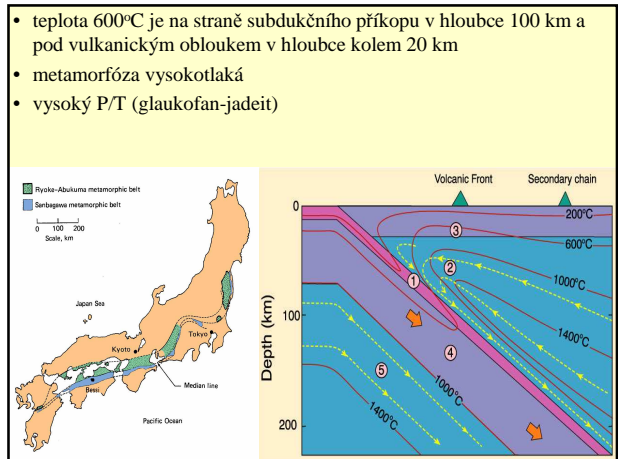 • teplota 600°C je na straně subdukčního příkopu v hloubce 100 km a
pod vulkanickým obloukem v hloubce kolem 20 km
• metamorfóza vysokotlaká
• vysoký P/T (glaukofan-jadeit)
Ryoke-Abukuma metamorphic belt
Sanbagawa metamorphic belt
0 100 200
Scale, km
Japan Sea
Kyoto
Tokyo
Besii
Median line
Pacific Ocean
Volcanic Front
Secondary chain
Depth (km)
0
100
200
200°C
600°C
1000°C
1400°C
1000°C
1400°C
1
2
3
4
5